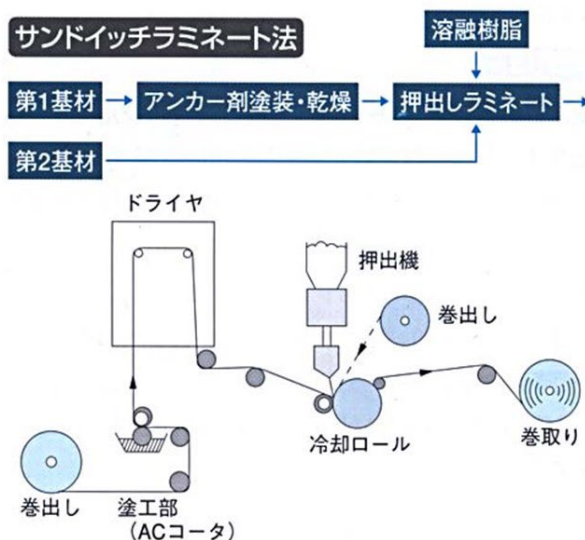 サンドイッチラミネート法
溶融樹脂
第1基材
アンカー剤塗装・乾燥
押出しラミネート
第2基材
ドライヤ
押出機
巻出し
冷却ロール
巻取り
巻出し
塗工部
(ACコータ)